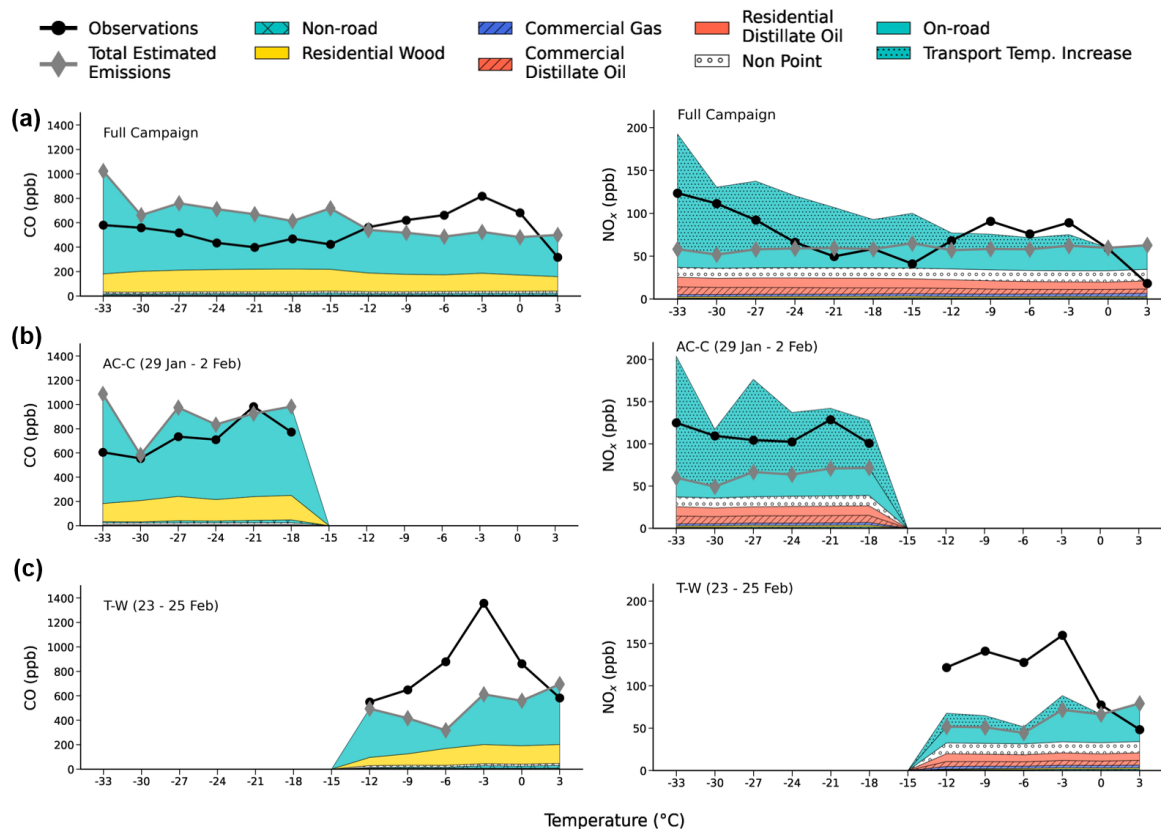 Observations
Total Estimated
Emissions
Non-road
Residential Wood
Commercial Gas
Commercial
Distillate Oil
Residential
Distillate Oil
Non Point
On-road
Transport Temp. Increase
(a)
Full Campaign
CO (ppb)
1400
1200
1000
800
600
400
200
0
-33 -30 -27 -24 -21 -18 -15 -12 -9 -6 -3 0 3
Full Campaign
NOx (ppb)
200
150
100
50
0
-33 -30 -27 -24 -21 -18 -15 -12 -9 -6 -3 0 3
(b)
AC-C (29 Jan - 2 Feb)
CO (ppb)
1400
1200
1000
800
600
400
200
0
-33 -30 -27 -24 -21 -18 -15 -12 -9 -6 -3 0 3
AC-C (29 Jan - 2 Feb)
NOx (ppb)
200
150
100
50
0
-33 -30 -27 -24 -21 -18 -15 -12 -9 -6 -3 0 3
(c)
T-W (23 - 25 Feb)
CO (ppb)
1400
1200
1000
800
600
400
200
0
-33 -30 -27 -24 -21 -18 -15 -12 -9 -6 -3 0 3
T-W (23 - 25 Feb)
NOx (ppb)
200
150
100
50
0
-33 -30 -27 -24 -21 -18 -15 -12 -9 -6 -3 0 3
Temperature (°C)